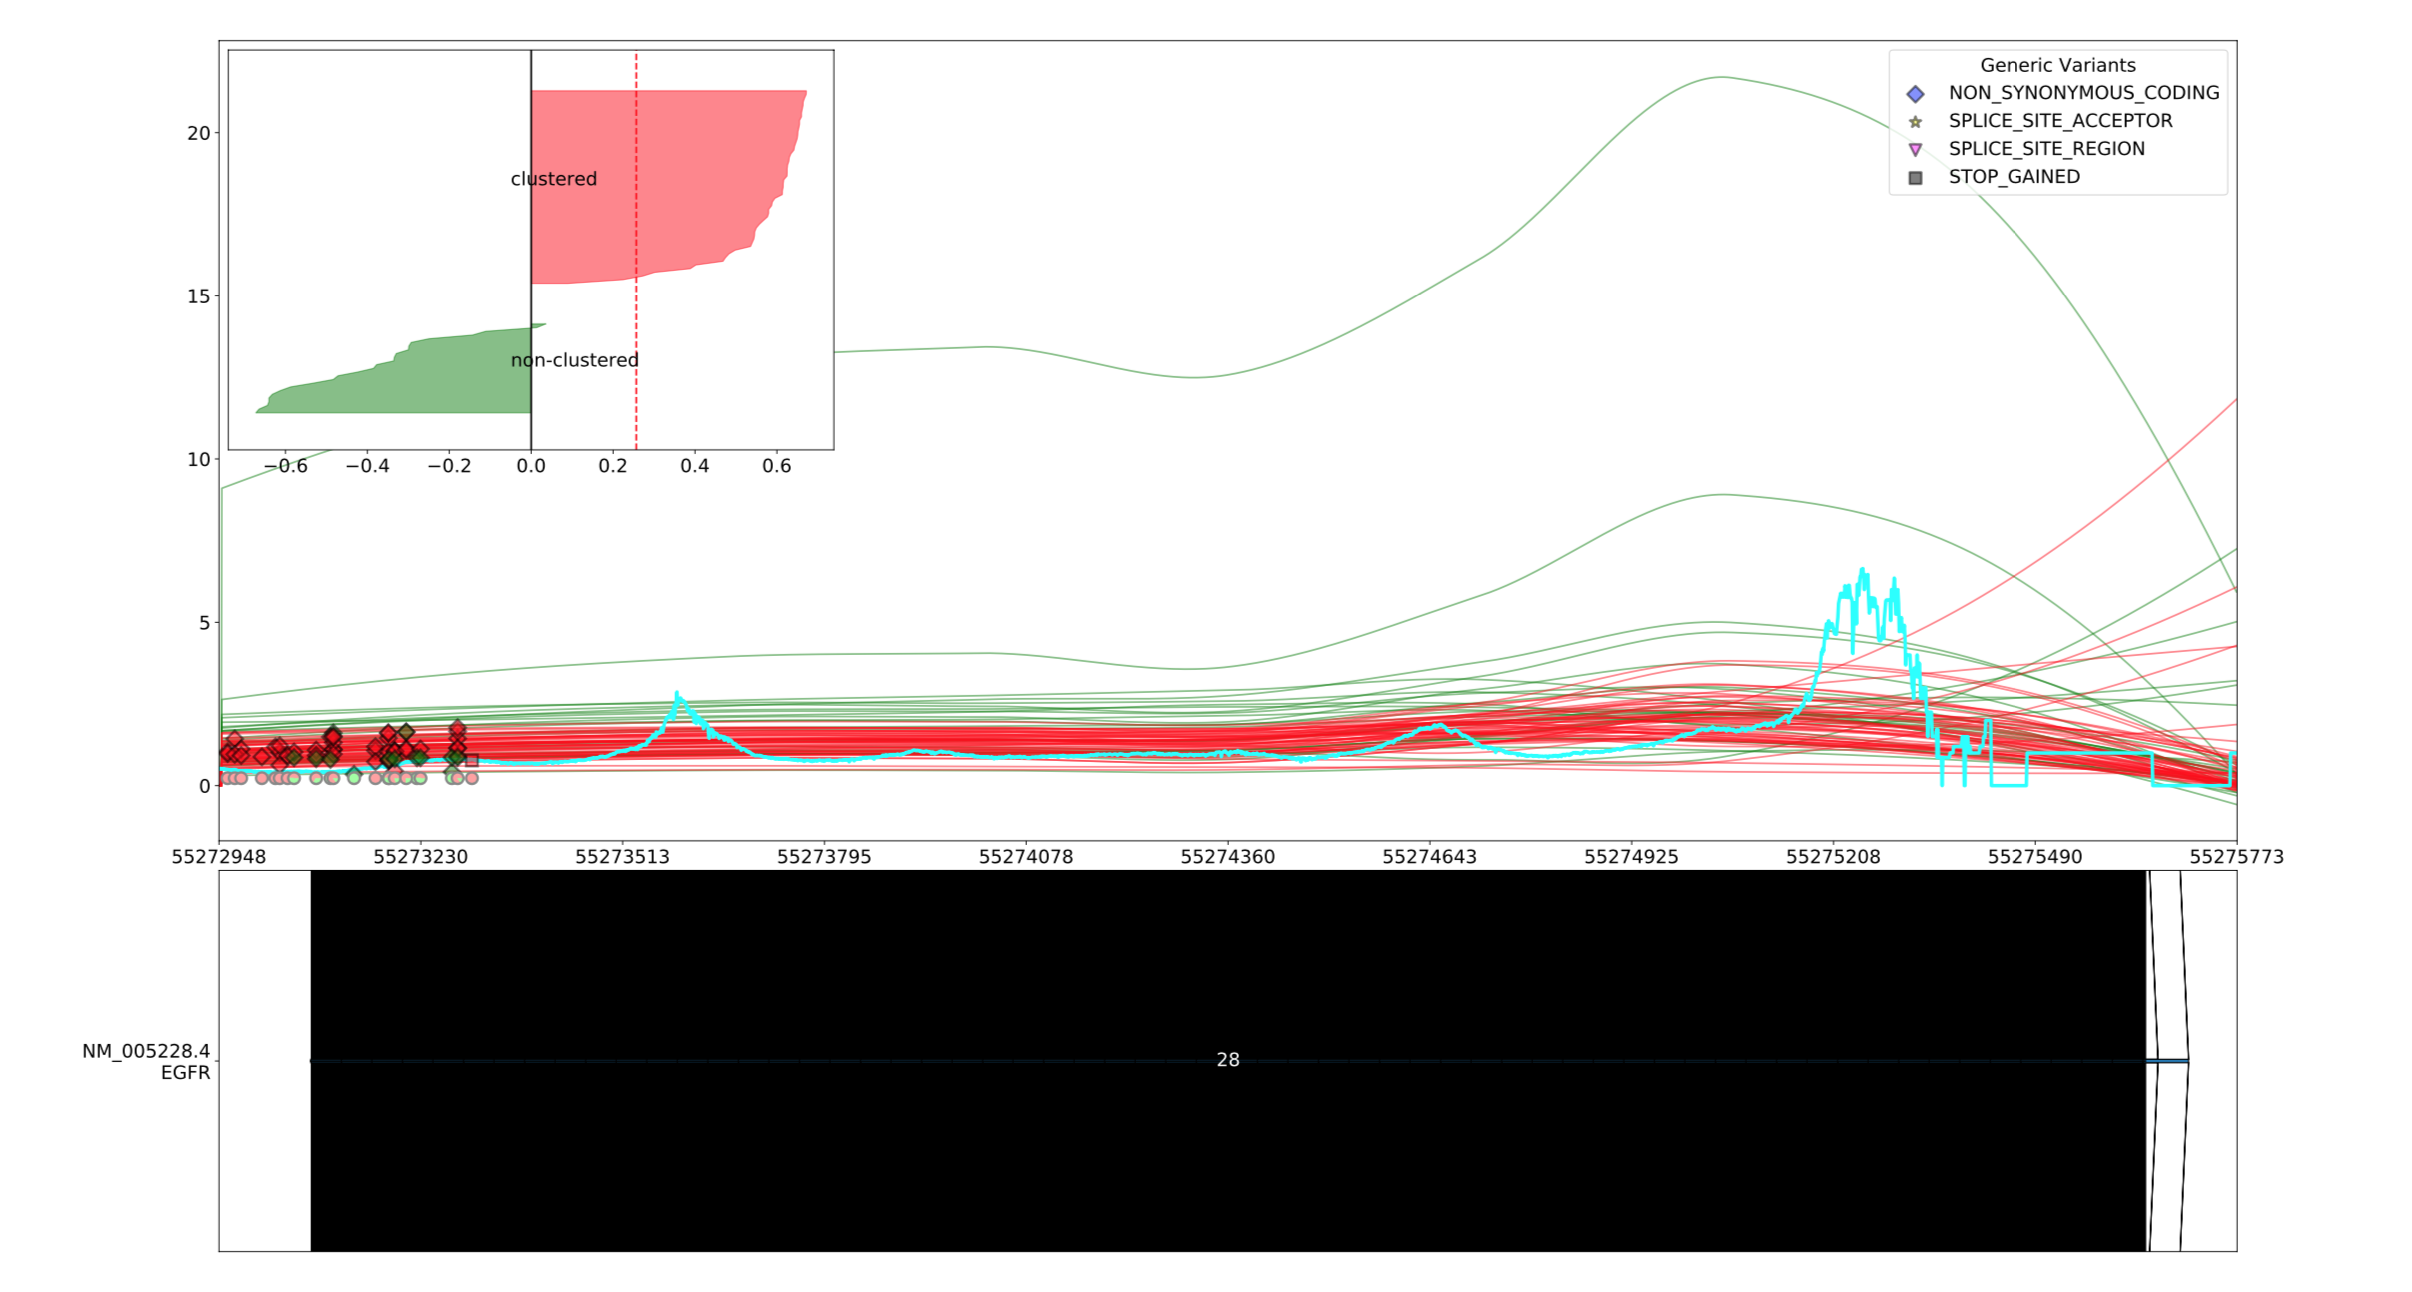 Generic Variants
NON_SYNONYMOUS_CODING
SPLICE_SITE_ACCEPTOR
SPLICE_SITE_REGION
STOP_GAINED
20
15
10
5
0
clustered
non-clustered
−0.6 −0.4 −0.2 0.0 0.2 0.4 0.6
55272948 55273230 55273513 55273795 55274078 55274360 55274643 55274925 55275208 55275490 55275773
NM_005228.4
EGFR
28